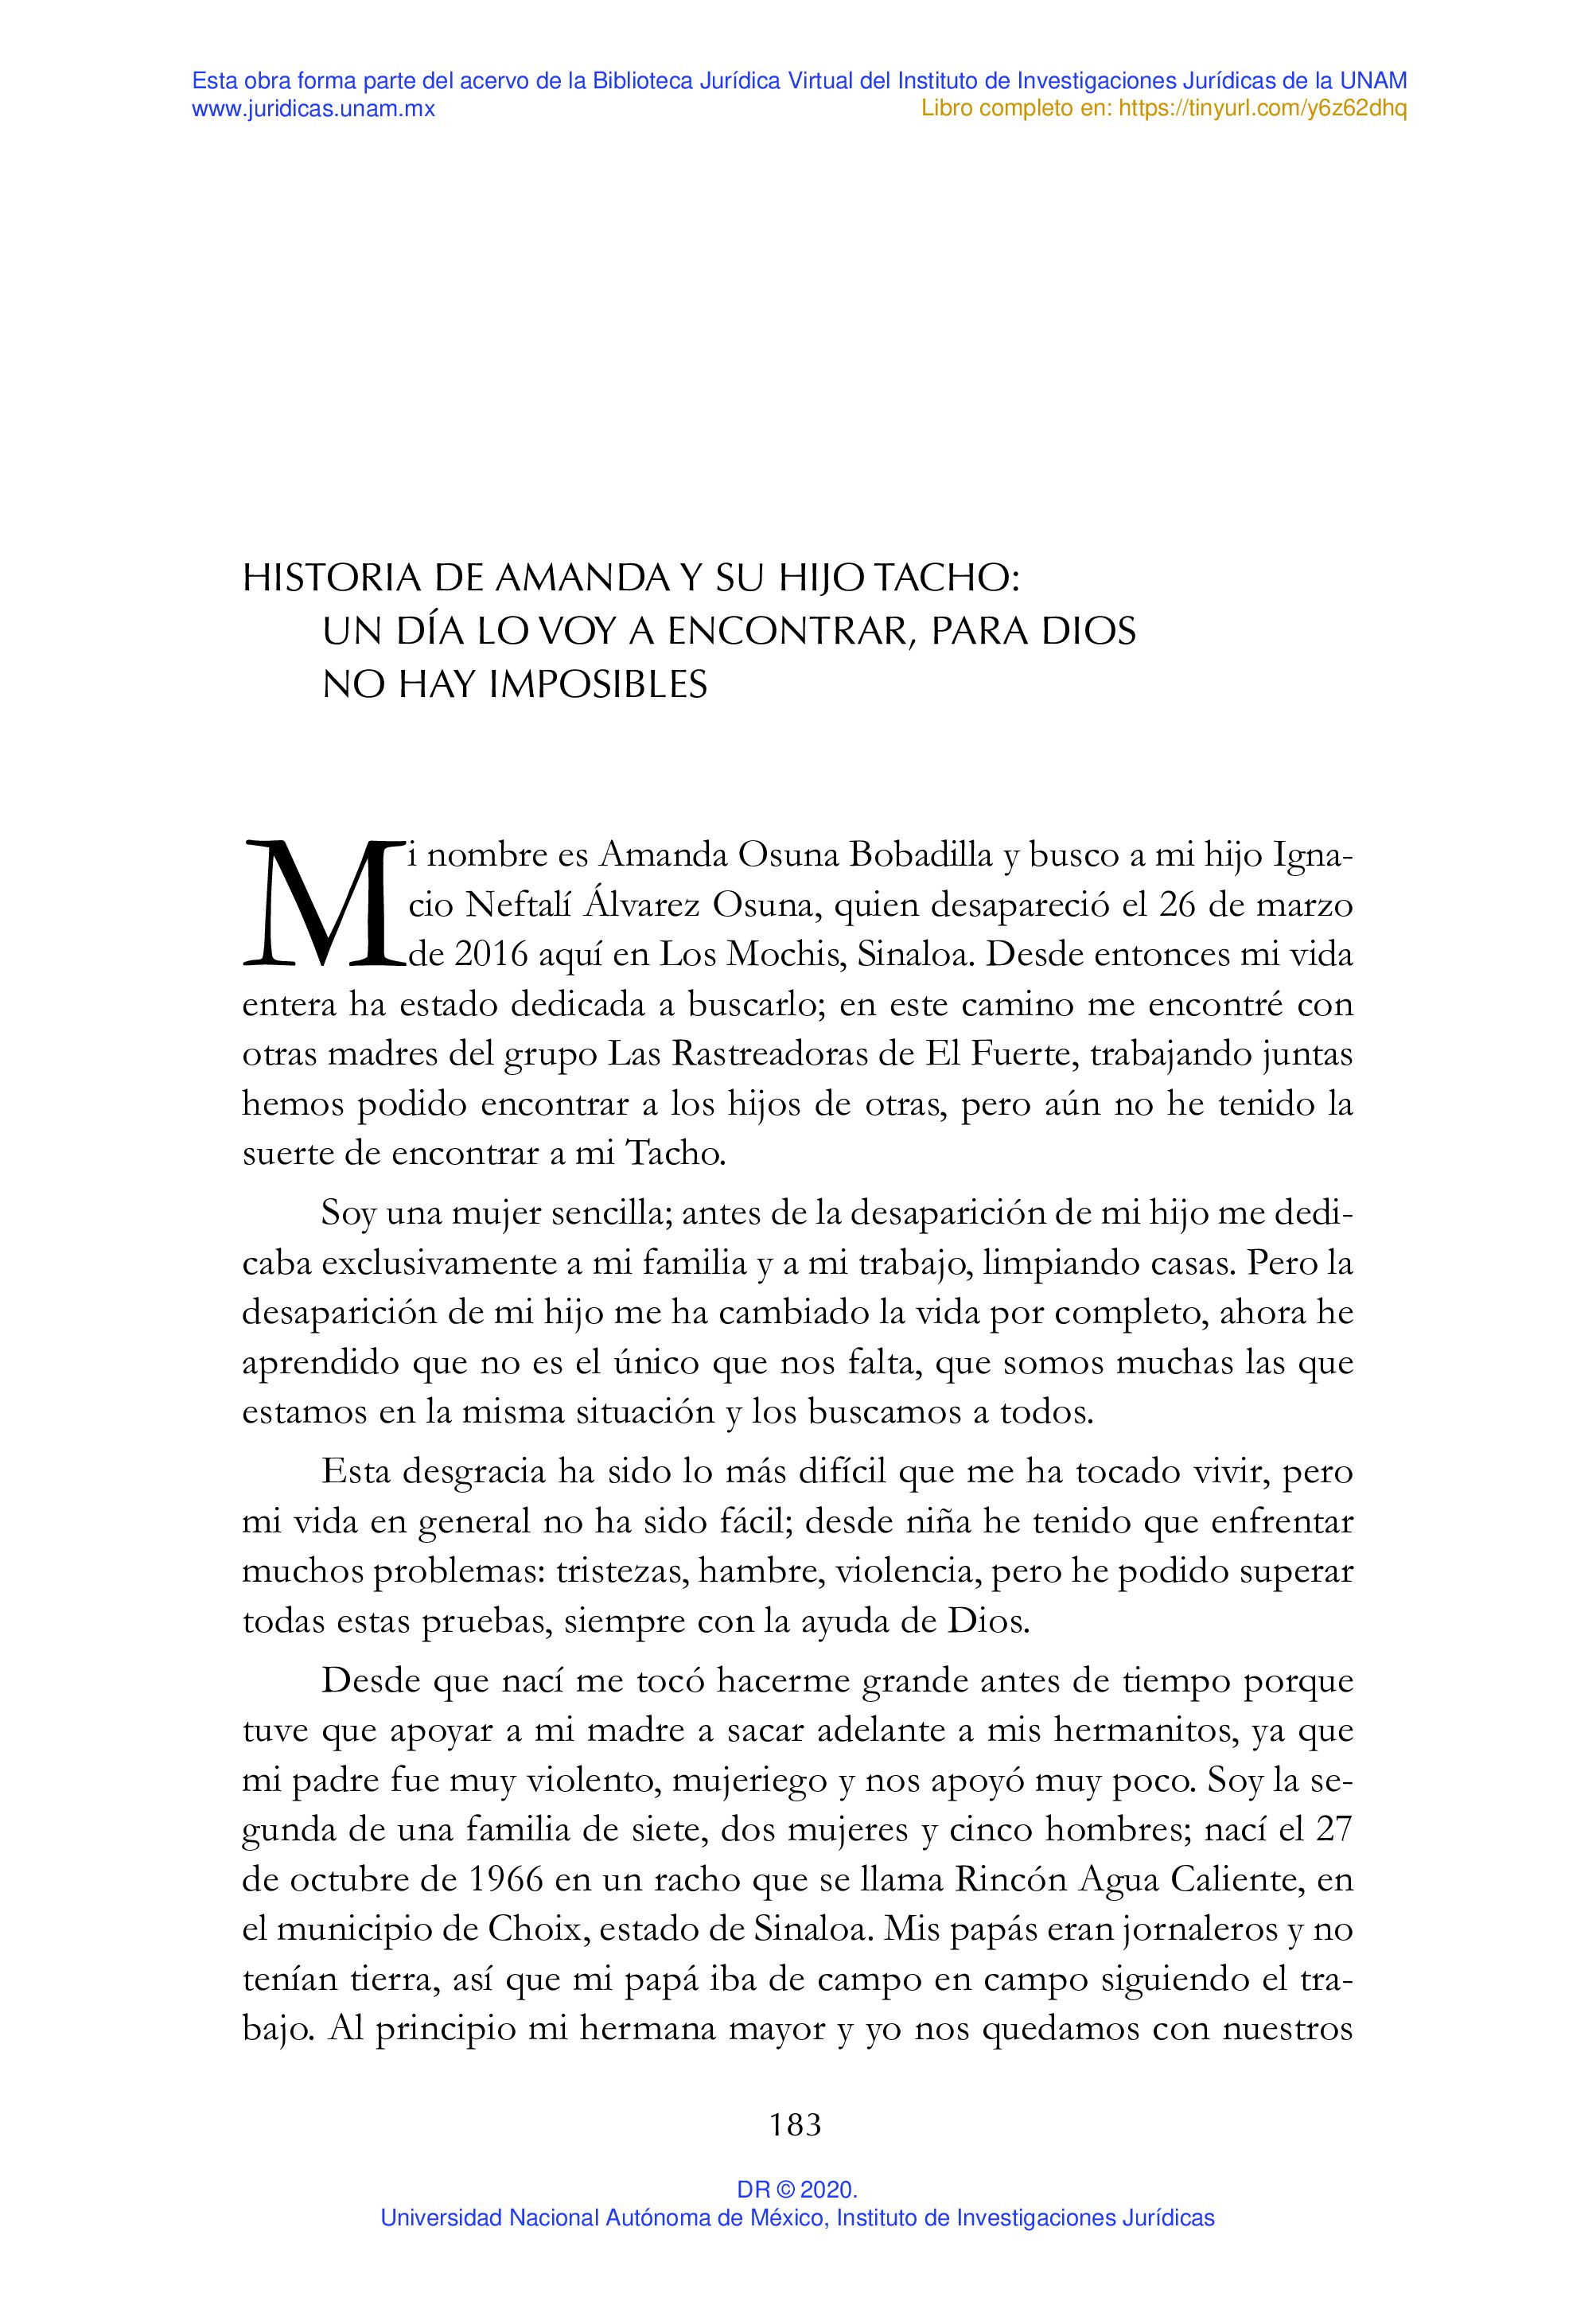 Esta obra forma parte del acervo de la Biblioteca Jurídica Virtual del Instituto de Investigaciones Jurídicas de la UNAM
www.juridicas.unam.mx Libro completo en: https://tinyurl.com/y6z62dhq
HISTORIA DE AMANDA Y SU HIJO TACHO:
UN DÍA LO VOY A ENCONTRAR, PARA DIOS
NO HAY IMPOSIBLES
Mi nombre es Amanda Osuna Bobadilla y busco a mi hijo Igna-
cio Neftalí Álvarez Osuna, quien desapareció el 26 de marzo
de 2016 aquí en Los Mochis, Sinaloa. Desde entonces mi vida
entera ha estado dedicada a buscarlo; en este camino me encontré con
otras madres del grupo Las Rastreadoras de El Fuerte, trabajando juntas
hemos podido encontrar a los hijos de otras, pero aún no he tenido la
suerte de encontrar a mi Tacho.
Soy una mujer sencilla; antes de la desaparición de mi hijo me dedi-
caba exclusivamente a mi familia y a mi trabajo, limpiando casas. Pero la
desaparición de mi hijo me ha cambiado la vida por completo, ahora he
aprendido que no es el único que nos falta, que somos muchas las que
estamos en la misma situación y los buscamos a todos.
Esta desgracia ha sido lo más difícil que me ha tocado vivir, pero
mi vida en general no ha sido fácil; desde niña he tenido que enfrentar
muchos problemas: tristezas, hambre, violencia, pero he podido superar
todas estas pruebas, siempre con la ayuda de Dios.
Desde que nací me tocó hacerme grande antes de tiempo porque
tuve que apoyar a mi madre a sacar adelante a mis hermanitos, ya que
mi padre fue muy violento, mujeriego y nos apoyó muy poco. Soy la se-
gunda de una familia de siete, dos mujeres y cinco hombres; nací el 27
de octubre de 1966 en un racho que se llama Rincón Agua Caliente, en
el municipio de Choix, estado de Sinaloa. Mis papás eran jornaleros y no
tenían tierra, así que mi papá iba de campo en campo siguiendo el tra-
bajo. Al principio mi hermana mayor y yo nos quedamos con nuestros
183
DR © 2020.
Universidad Nacional Autónoma de México, Instituto de Investigaciones Jurídicas